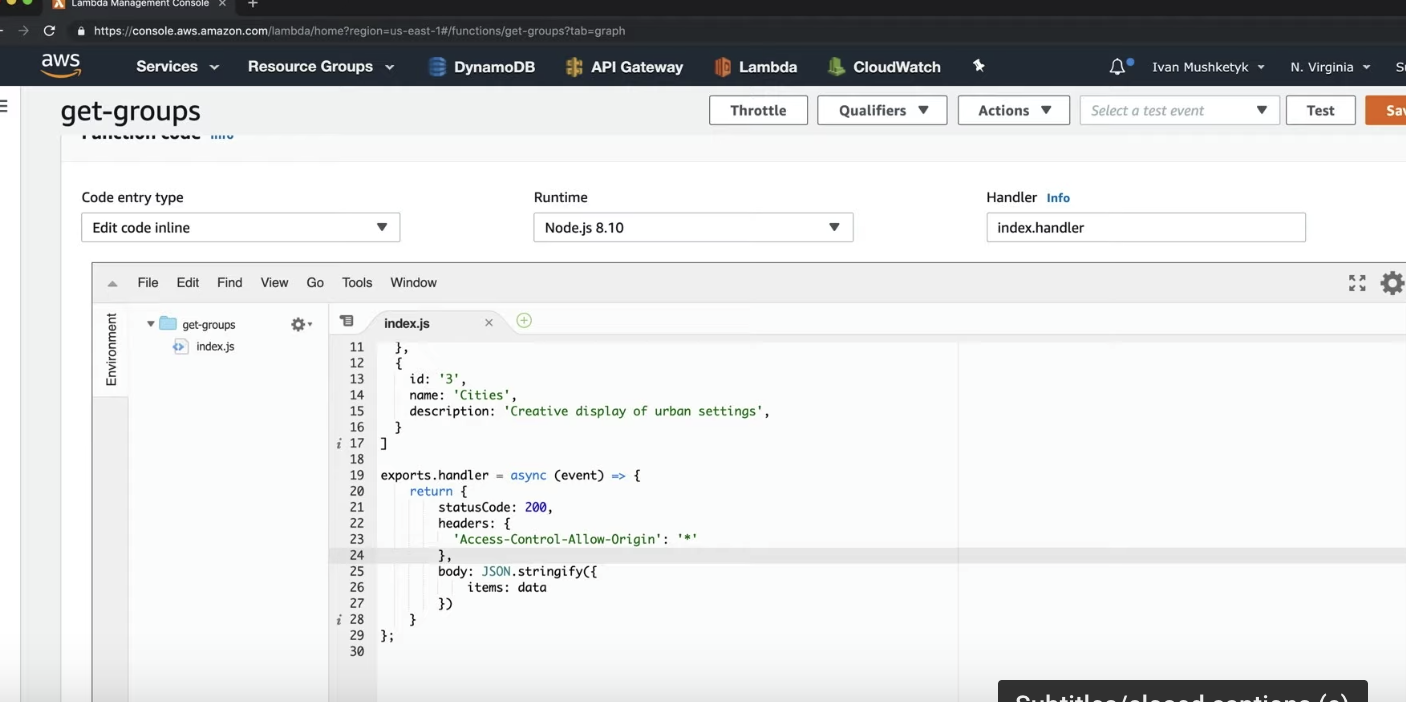 Lambda Management Console × +
https://console.aws.amazon.com/lambda/home?region=us-east-1#/functions/get-groups?tab=graph
aws Services Resource Groups DynamoDB API Gateway Lambda CloudWatch Ivan Mushketyk N. Virginia
get-groups Throttle Qualifiers Actions Select a test event Test
Function code Info
Code entry type Runtime Handler Info
Edit code inline Node.js 8.10 index.handler
File Edit Find View Go Tools Window
Environment
get-groups
index.js
index.js ×
11 },
12 {
13 id: '3',
14 name: 'Cities',
15 description: 'Creative display of urban settings',
16 }
i 17 ]
18
19 exports.handler = async (event) => {
20 return {
21 statusCode: 200,
22 headers: {
23 'Access-Control-Allow-Origin': '*'
24 },
25 body: JSON.stringify({
26 items: data
27 })
i 28 }
29 };
30
Subtitles/closed captions (c)